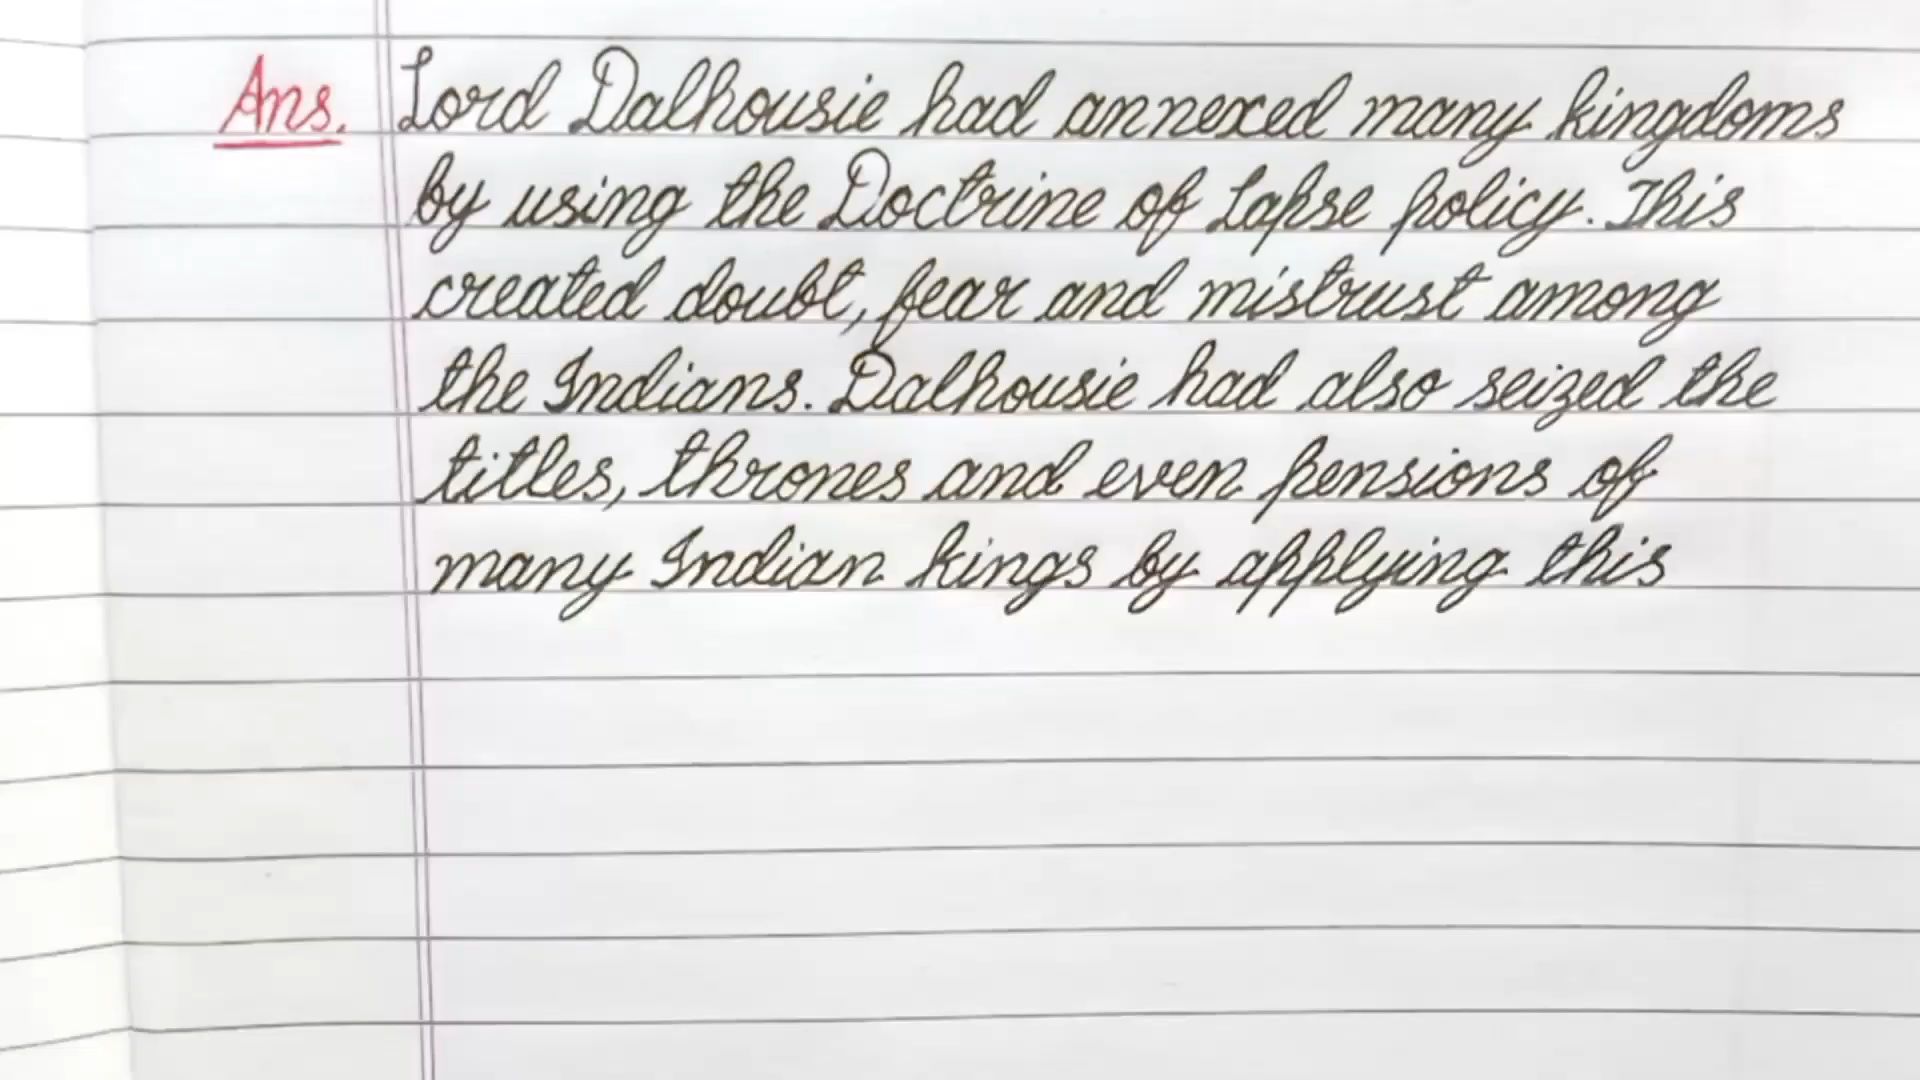 Ans. Lord Dalhousie had annexed many kingdoms
by using the Doctrine of Lapse policy. This
created doubt, fear and mistrust among
the Indians. Dalhousie had also seized the
titles, thrones and even pensions of
many Indian kings by applying this